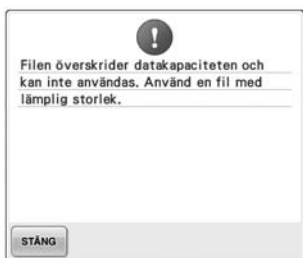 Filen överskrider datakapaciteten och
kan inte användas. Använd en fil med
lämplig storlek.
STÄNG